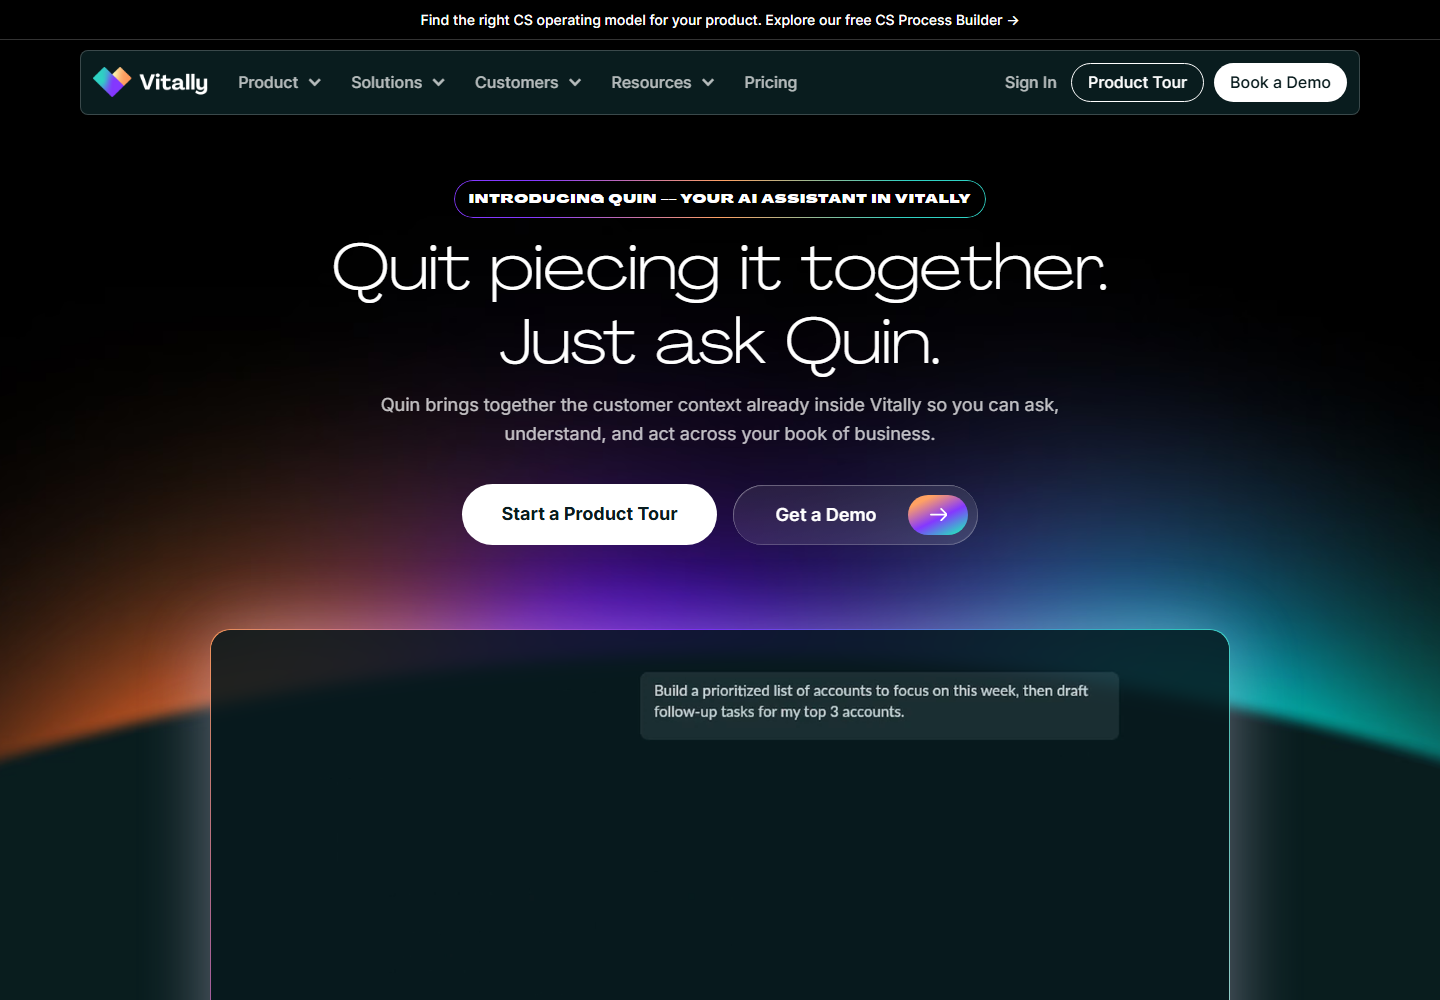 Find the right CS operating model for your product. Explore our free CS Process Builder →
Vitally
Product
Solutions
Customers
Resources
Pricing
Sign In
Product Tour
Book a Demo
INTRODUCING QUIN — YOUR AI ASSISTANT IN VITALLY
Quit piecing it together.
Just ask Quin.
Quin brings together the customer context already inside Vitally so you can ask,
understand, and act across your book of business.
Start a Product Tour
Get a Demo →
Build a prioritized list of accounts to focus on this week, then draft
follow-up tasks for my top 3 accounts.